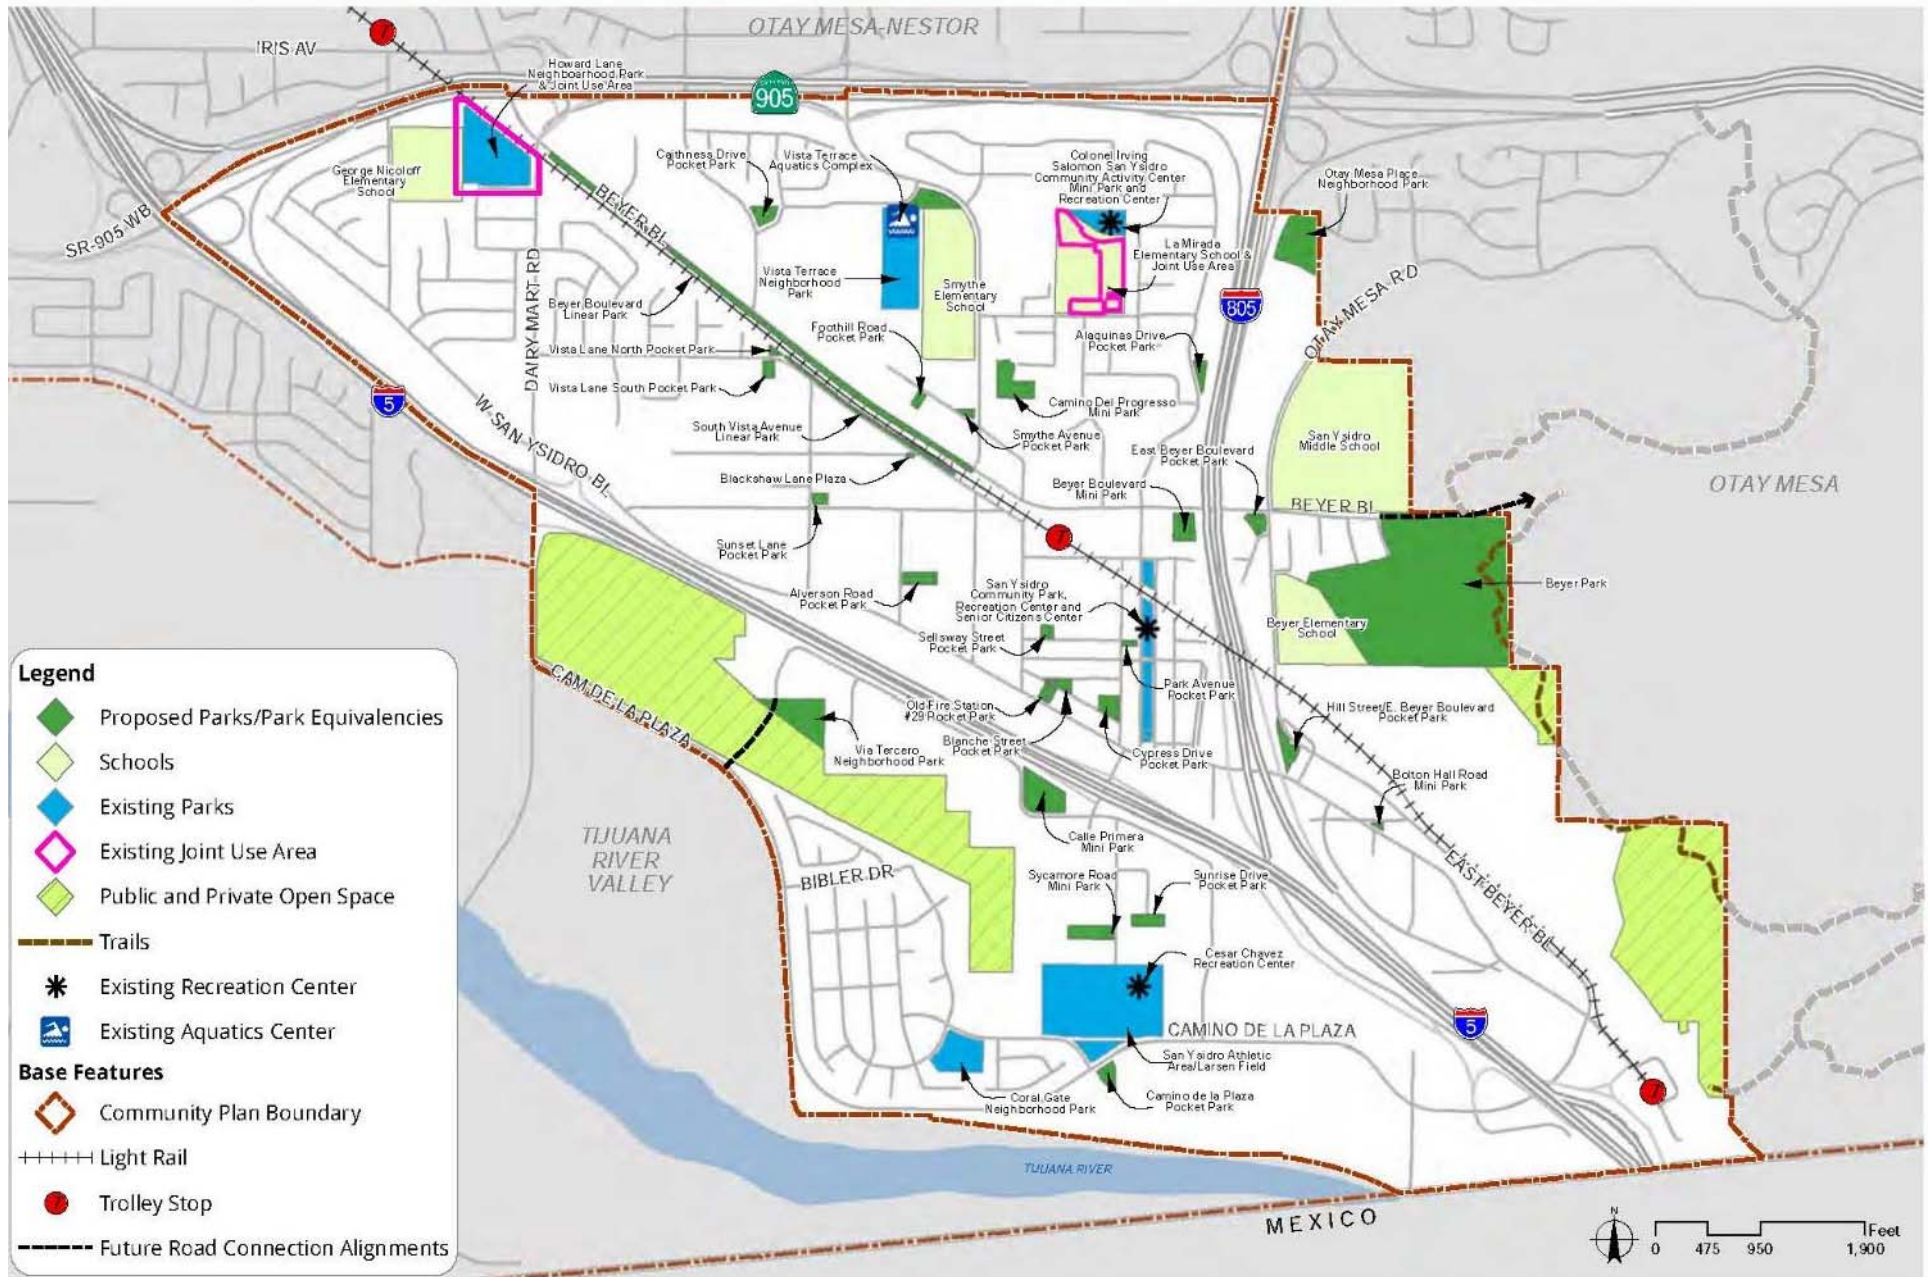 OTAY MESA-NESTOR
IRIS AV
7
Howard Lane
Neighboarhood Park
& Joint Use Area
905
George Nicoloff
Elementary
School
Caithness Drive
Pocket Park
Vista Terrace
Aquatics Complex
Colonel Irving
Salomon San Ysidro
Community Activity Center
Mini Park and
Recreation Center
Otay Mesa Place
Neighborhood Park
SR-905 WB
BEYER BL
DAIRY MART RD
Vista Terrace
Neighborhood
Park
Smythe
Elementary
School
La Mirada
Elementary School &
Joint Use Area
805
OTAY MESA RD
Beyer Boulevard
Linear Park
Foothill Road
Pocket Park
Alaquinas Drive
Pocket Park
Vista Lane North Pocket Park
Vista Lane South Pocket Park
5
W SAN YSIDRO BL
Camino Del Progresso
Mini Park
South Vista Avenue
Linear Park
Smythe Avenue
Pocket Park
San Ysidro
Middle School
East Beyer Boulevard
Pocket Park
Blackshaw Lane Plaza
Beyer Boulevard
Mini Park
OTAY MESA
BEYER BL
Sunset Lane
Pocket Park
7
Alverson Road
Pocket Park
San Ysidro
Community Park,
Recreation Center and
Senior Citizens Center
Beyer Park
Beyer Elementary
School
Sellsway Street
Pocket Park
CAM DE LA PLAZA
Park Avenue
Pocket Park
Old Fire Station
#29 Pocket Park
Hill Street/E. Beyer Boulevard
Pocket Park
Via Tercero
Neighborhood Park
Blanche Street
Pocket Park
Cypress Drive
Pocket Park
Bolton Hall Road
Mini Park
TIJUANA
RIVER
VALLEY
Calle Primera
Mini Park
BIBLER DR
Sycamore Road
Mini Park
Sunrise Drive
Pocket Park
EAST BEYER BL
Cesar Chavez
Recreation Center
CAMINO DE LA PLAZA
5
San Ysidro Athletic
Area/Larsen Field
Coral Gate
Neighborhood Park
Camino de la Plaza
Pocket Park
7
TIJUANA RIVER
MEXICO
Legend
Proposed Parks/Park Equivalencies
Schools
Existing Parks
Existing Joint Use Area
Public and Private Open Space
Trails
Existing Recreation Center
Existing Aquatics Center
Base Features
Community Plan Boundary
Light Rail
7 Trolley Stop
Future Road Connection Alignments
N
Feet
0 475 950 1,900